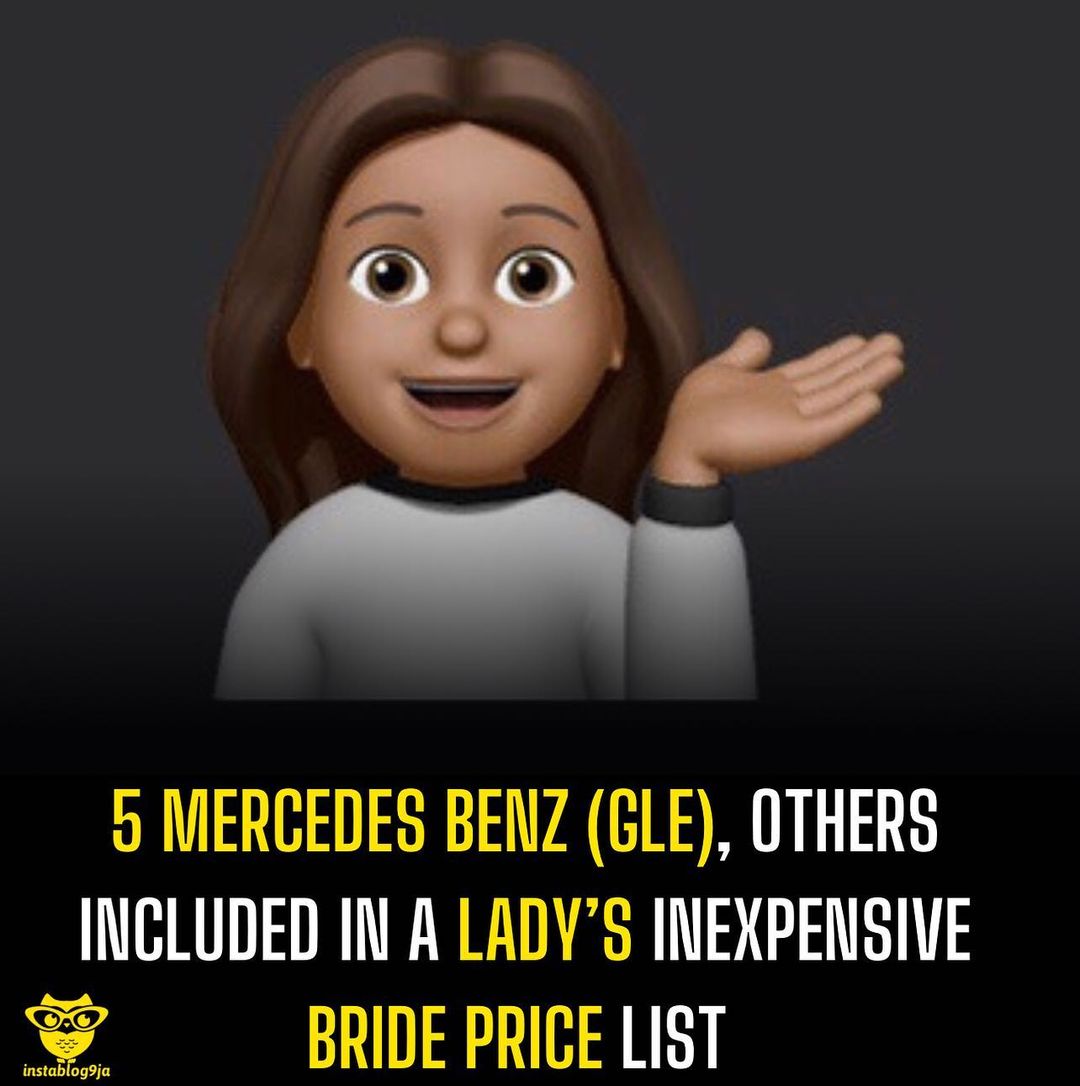 5 MERCEDES BENZ (GLE), OTHERS
INCLUDED IN A LADY'S INEXPENSIVE
BRIDE PRICE LIST
instablog9ja